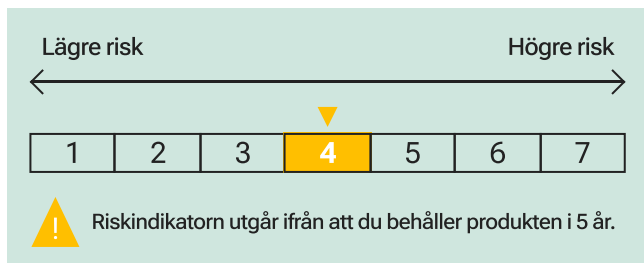 Lägre risk Högre risk
1 2 3 4 5 6 7
! Riskindikatorn utgår ifrån att du behåller produkten i 5 år.